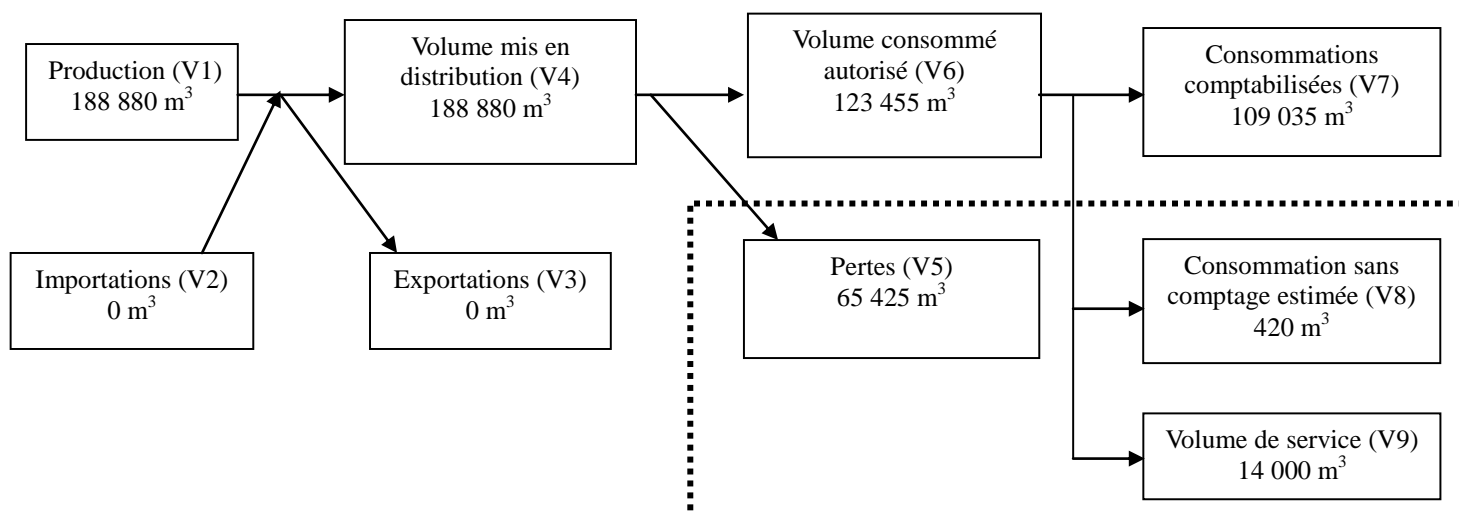 Production (V1)
188 880 m³
Volume mis en
distribution (V4)
188 880 m³
Volume consommé
autorisé (V6)
123 455 m³
Consommations
comptabilisées (V7)
109 035 m³
Importations (V2)
0 m³
Exportations (V3)
0 m³
Pertes (V5)
65 425 m³
Consommation sans
comptage estimée (V8)
420 m³
Volume de service (V9)
14 000 m³